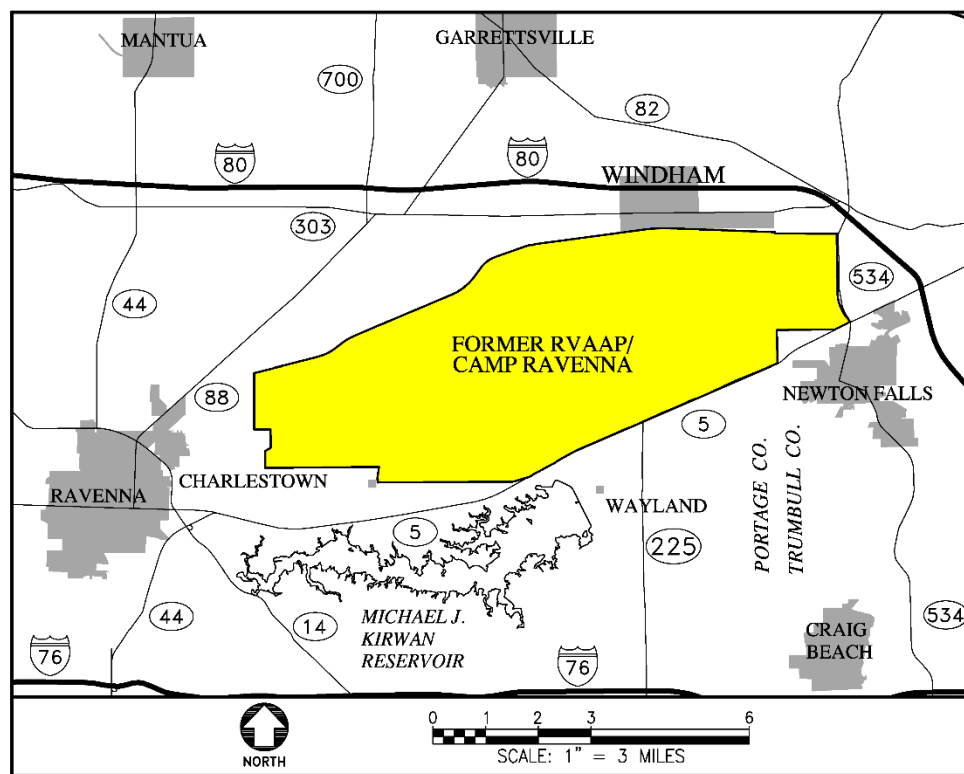 MANTUA
GARRETTSVILLE
700
82
80
80
WINDHAM
303
534
44
FORMER RVAAP/
CAMP RAVENNA
88
NEWTON FALLS
5
CHARLESTOWN
RAVENNA
WAYLAND
PORTAGE CO.
TRUMBULL CO.
5
225
44
14
MICHAEL J.
KIRWAN
RESERVOIR
534
CRAIG
BEACH
76
76
0 1 2 3 6
NORTH
SCALE: 1" = 3 MILES